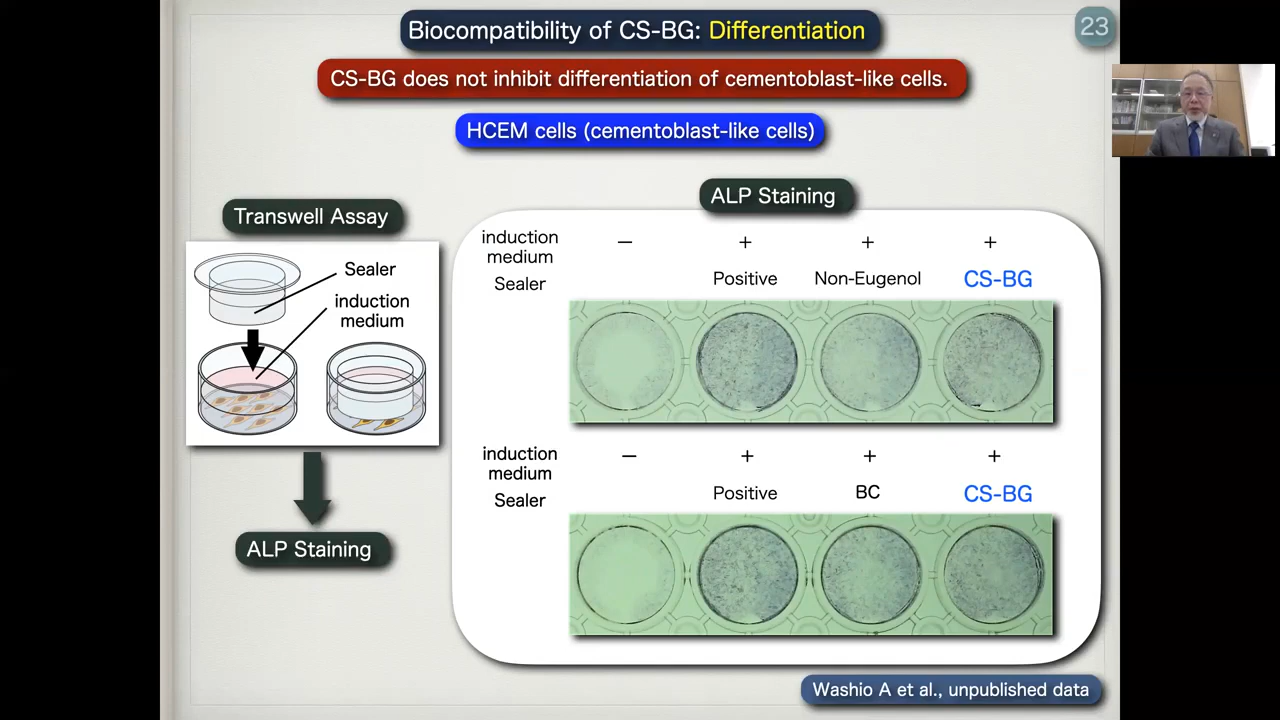 Biocompatibility of CS-BG: Differentiation
23
CS-BG does not inhibit differentiation of cementoblast-like cells.
HCEM cells (cementoblast-like cells)
Transwell Assay
Sealer
induction
medium
ALP Staining
ALP Staining
induction
medium
− + + +
Sealer
Positive Non-Eugenol CS-BG
induction
medium
− + + +
Sealer
Positive BC CS-BG
Washio A et al., unpublished data